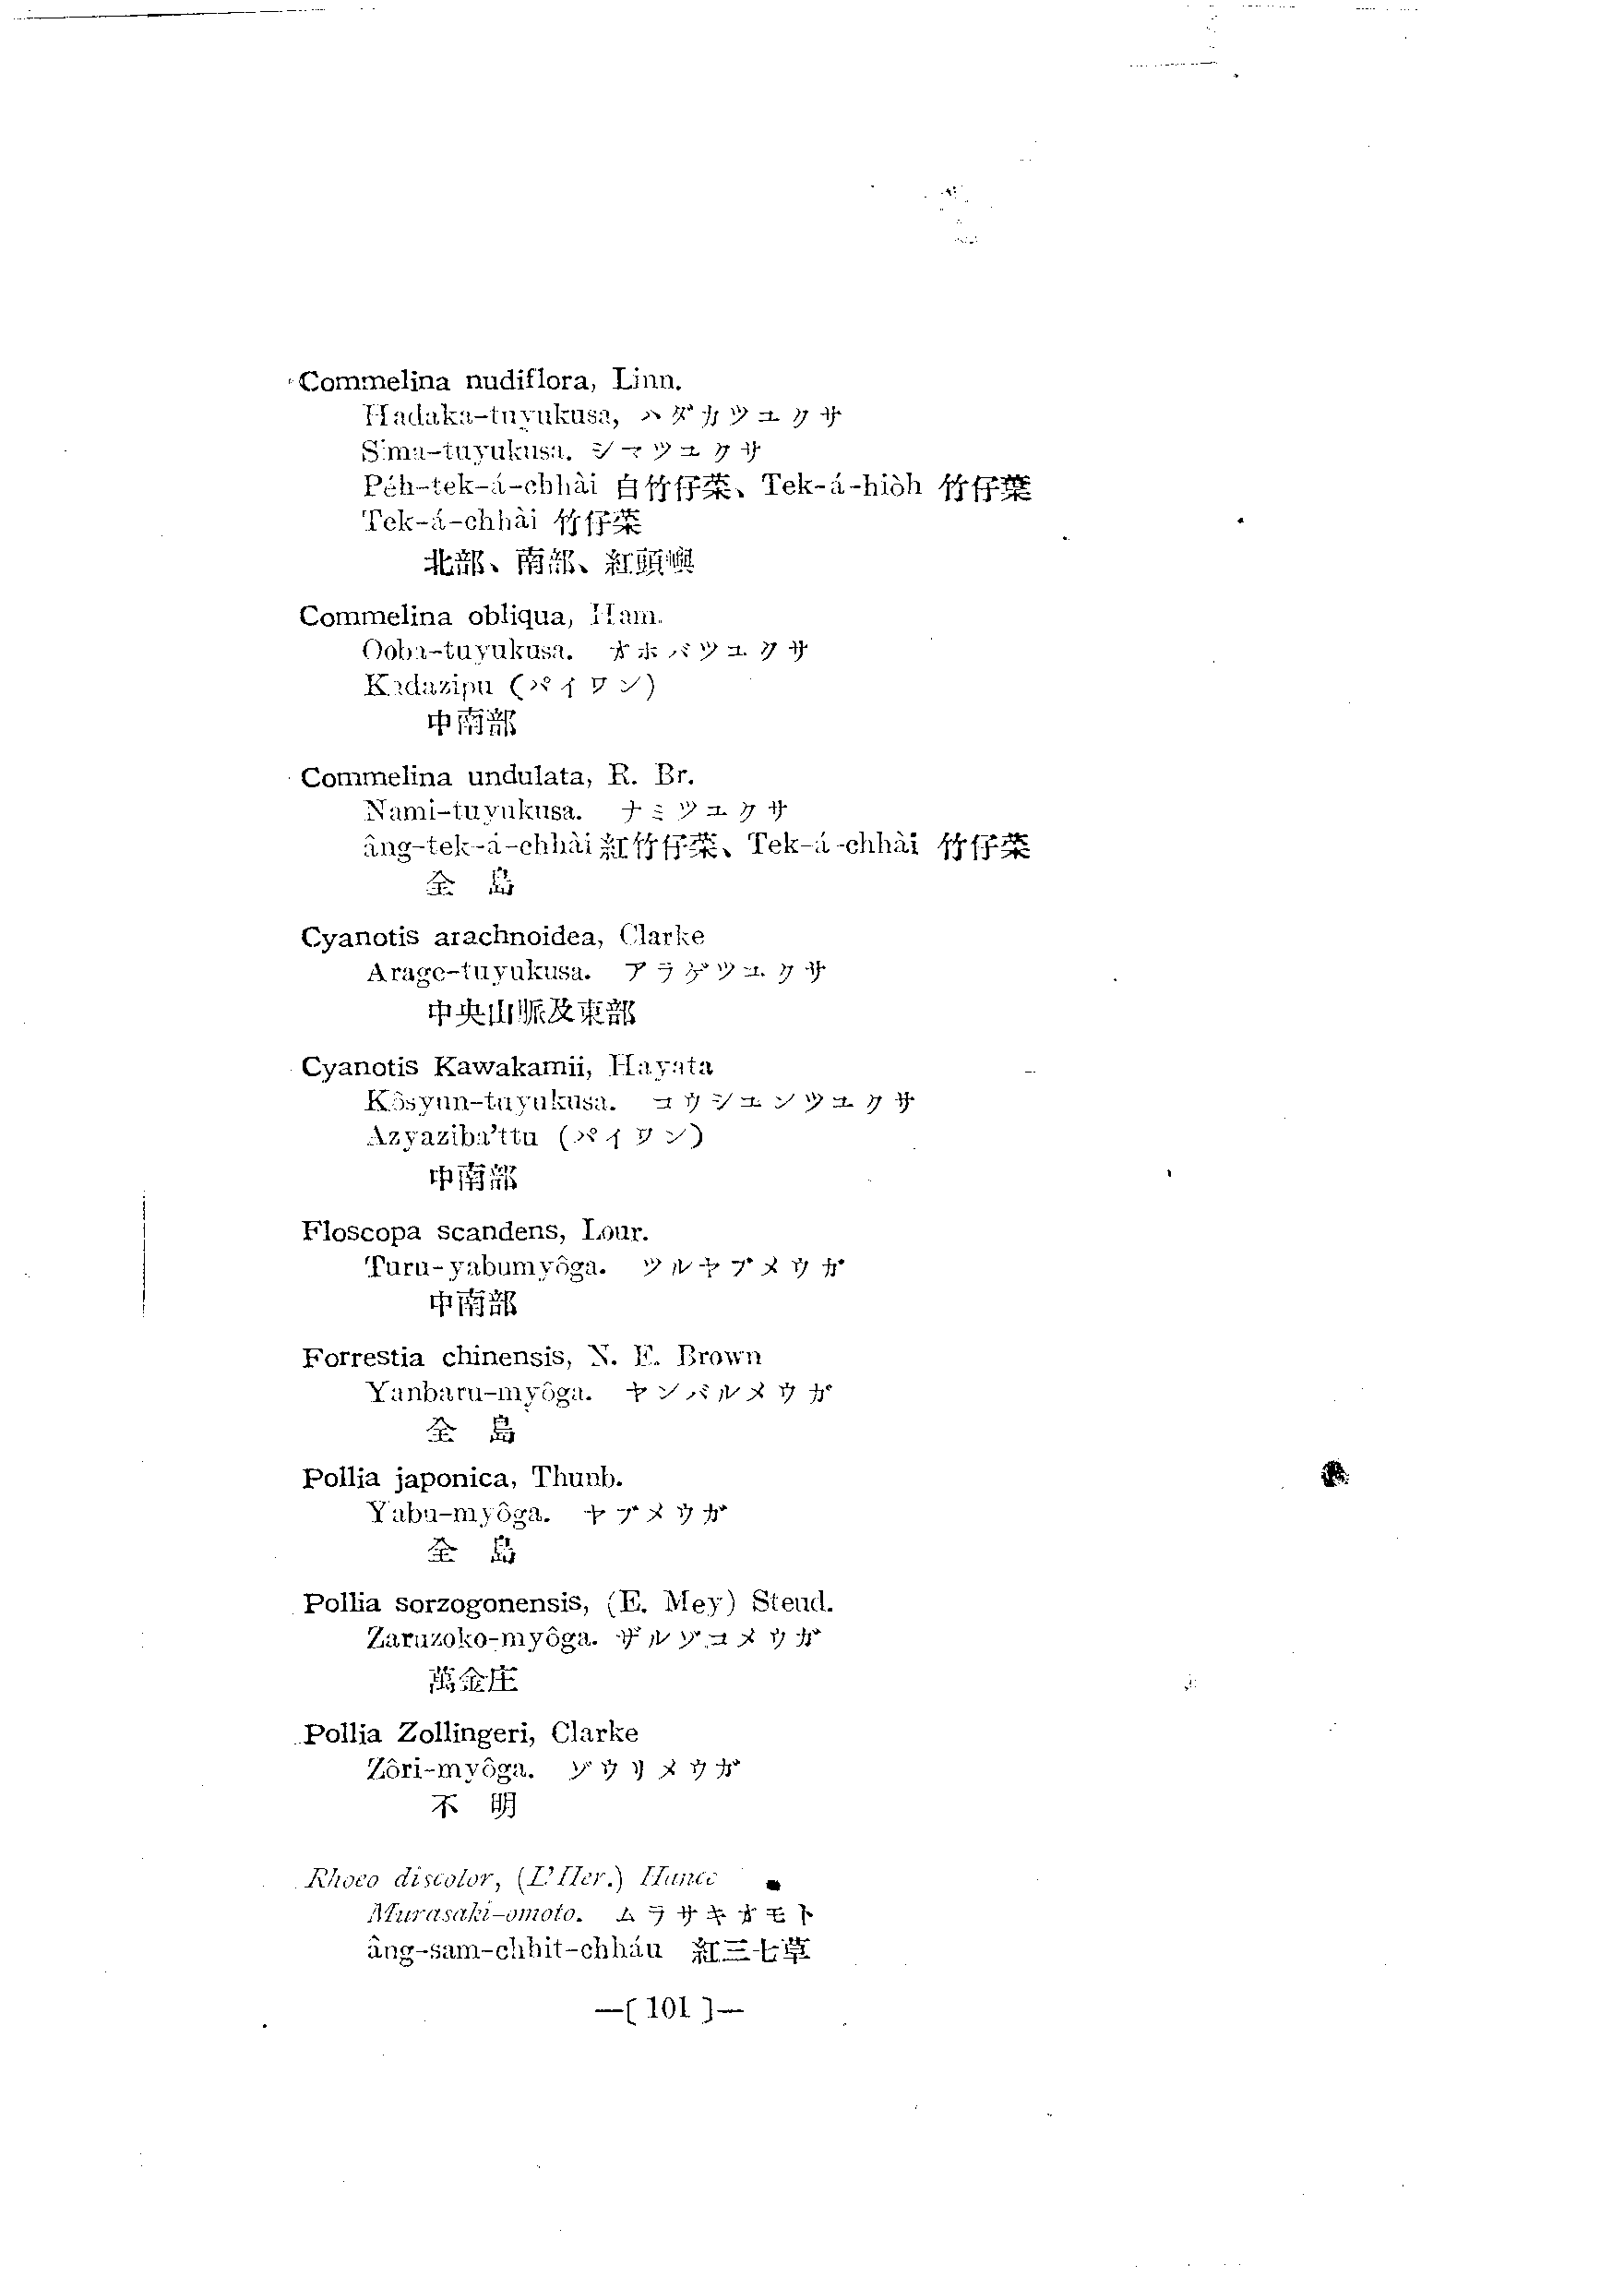 Commelina nudiflora, Linn.
Hadaka-tuyukusa, ハダカツユクサ
Sima-tuyukusa. シマツユクサ
Péh-tek-á-chhài 白竹仔菜、Tek-á-hiòh 竹仔葉
Tek-á-chhài 竹仔菜
北部、南部、紅頭嶼
Commelina obliqua, Ham.
Ooba-tuyukusa. オホバツユクサ
Kadazipu (パイワン)
中南部
Commelina undulata, R. Br.
Nami-tuyukusa. ナミツユクサ
âng-tek-á-chhài 紅竹仔菜、Tek-á-chhài 竹仔菜
全 島
Cyanotis arachnoidea, Clarke
Arage-tuyukusa. アラゲツユクサ
中央山脈及東部
Cyanotis Kawakamii, Hayata
Kôsyun-tuyukusa. コウシユンツユクサ
Azyaziba'ttu (パイワン)
中南部
Floscopa scandens, Lour.
Turu-yabumyôga. ツルヤブメウガ
中南部
Forrestia chinensis, N. E. Brown
Yanbaru-myôga. ヤンバルメウガ
全 島
Pollia japonica, Thunb.
Yabu-myôga. ヤブメウガ
全 島
Pollia sorzogonensis, (E. Mey) Steud.
Zaruzoko-myôga. ザルゾコメウガ
萬金庄
Pollia Zollingeri, Clarke
Zôri-myôga. ゾウリメウガ
不 明
Rhoeo discolor, (L'Her.) Hance
Murasaki-omoto. ムラサキオモト
âng-sam-chhit-chháu 紅三七草
—[ 101 ]—